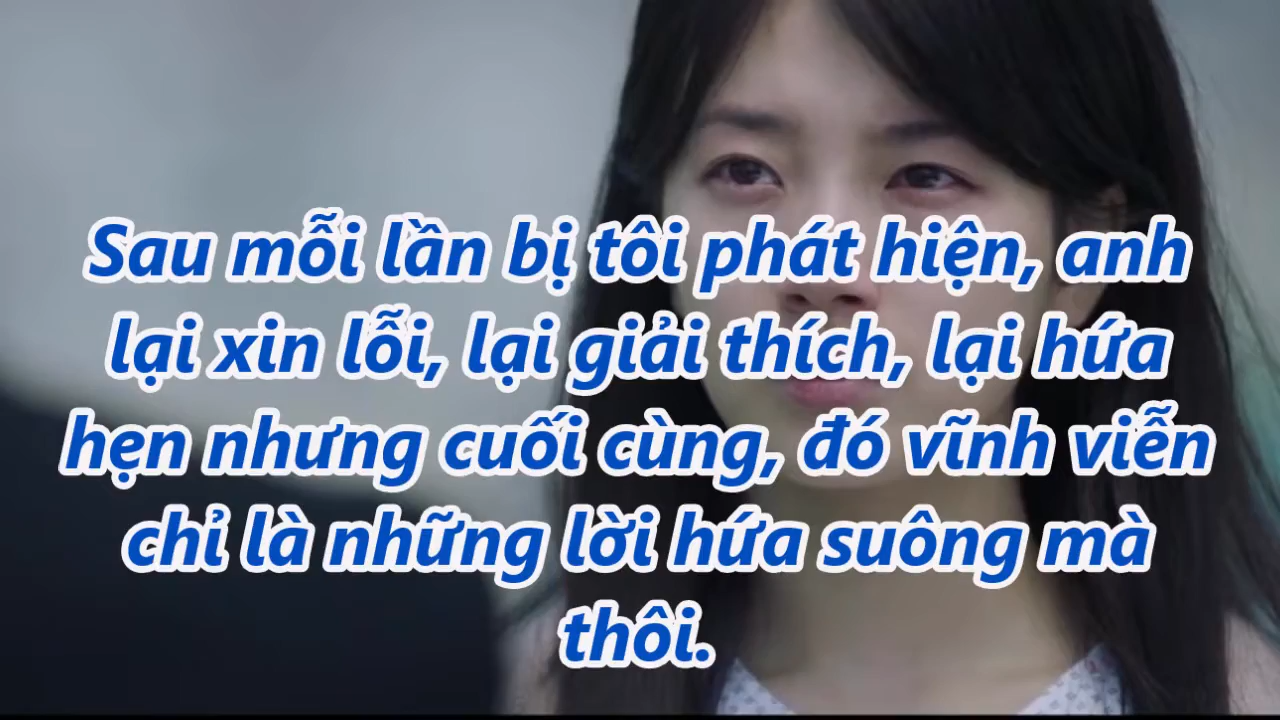 Sau mỗi lần bị tôi phát hiện, anh
lại xin lỗi, lại giải thích, lại hứa
hẹn nhưng cuối cùng, đó vĩnh viễn
chỉ là những lời hứa suông mà
thôi.